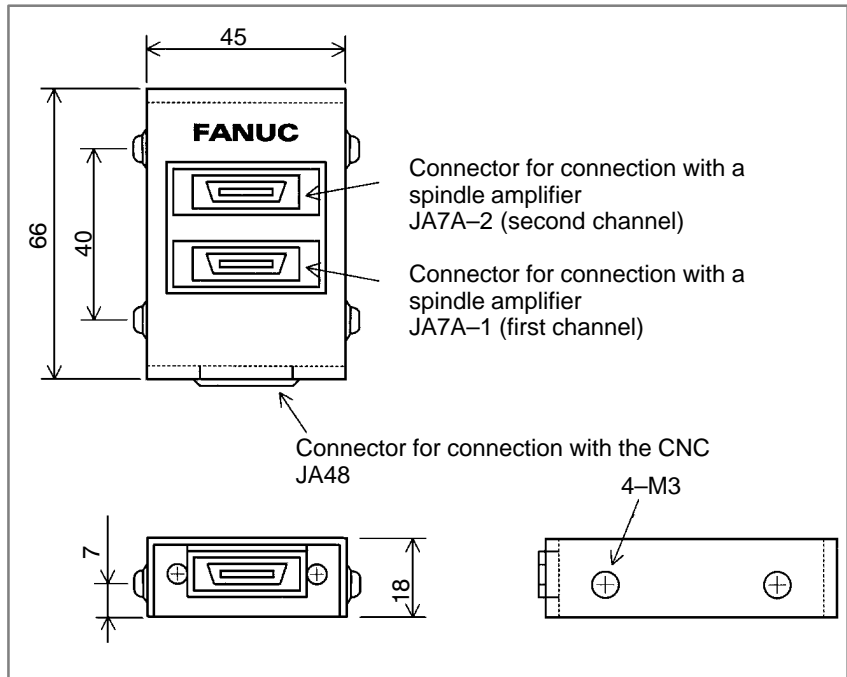 45
FANUC
Connector for connection with a
spindle amplifier
JA7A–2 (second channel)
66
40
Connector for connection with a
spindle amplifier
JA7A–1 (first channel)
Connector for connection with the CNC
JA48
4–M3
7
18